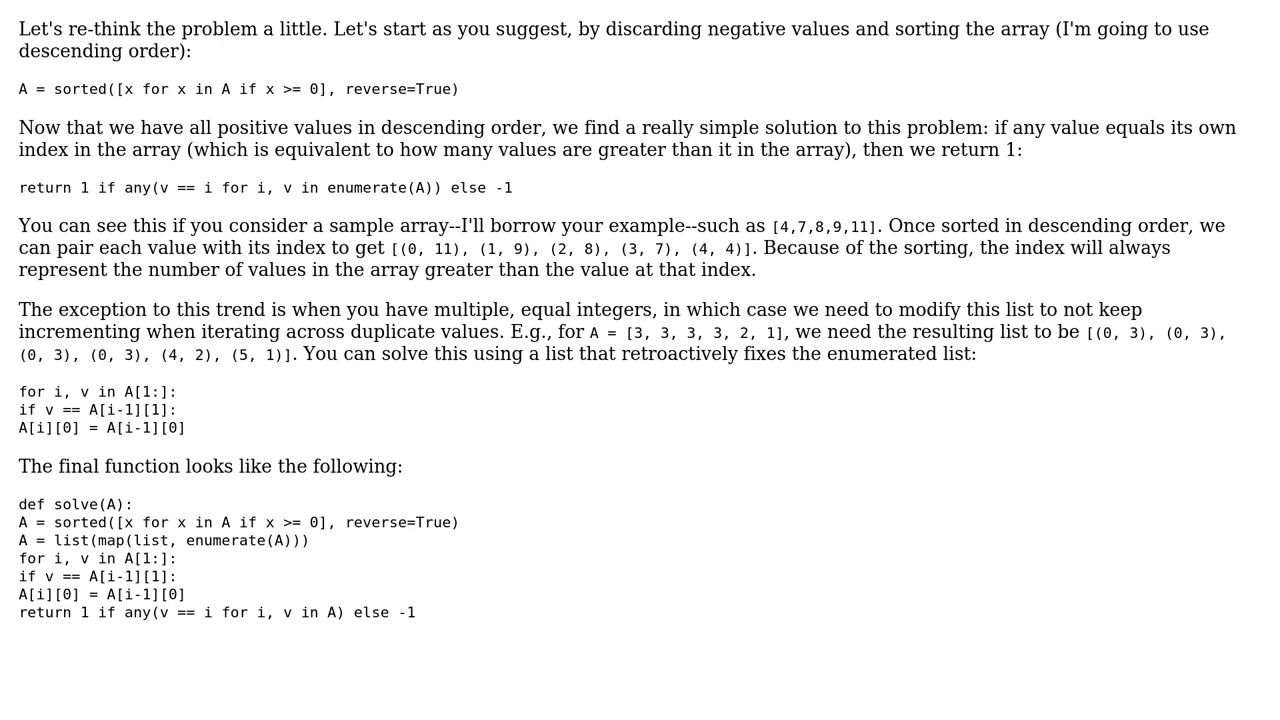 Let's re-think the problem a little. Let's start as you suggest, by discarding negative values and sorting the array (I'm going to use
descending order):
A = sorted([x for x in A if x >= 0], reverse=True)
Now that we have all positive values in descending order, we find a really simple solution to this problem: if any value equals its own
index in the array (which is equivalent to how many values are greater than it in the array), then we return 1:
return 1 if any(v == i for i, v in enumerate(A)) else -1
You can see this if you consider a sample array--I'll borrow your example--such as [4,7,8,9,11]. Once sorted in descending order, we
can pair each value with its index to get [(0, 11), (1, 9), (2, 8), (3, 7), (4, 4)]. Because of the sorting, the index will always
represent the number of values in the array greater than the value at that index.
The exception to this trend is when you have multiple, equal integers, in which case we need to modify this list to not keep
incrementing when iterating across duplicate values. E.g., for A = [3, 3, 3, 3, 2, 1], we need the resulting list to be [(0, 3), (0, 3),
(0, 3), (0, 3), (4, 2), (5, 1)]. You can solve this using a list that retroactively fixes the enumerated list:
for i, v in A[1:]:
if v == A[i-1][1]:
A[i][0] = A[i-1][0]
The final function looks like the following:
def solve(A):
A = sorted([x for x in A if x >= 0], reverse=True)
A = list(map(list, enumerate(A)))
for i, v in A[1:]:
if v == A[i-1][1]:
A[i][0] = A[i-1][0]
return 1 if any(v == i for i, v in A) else -1